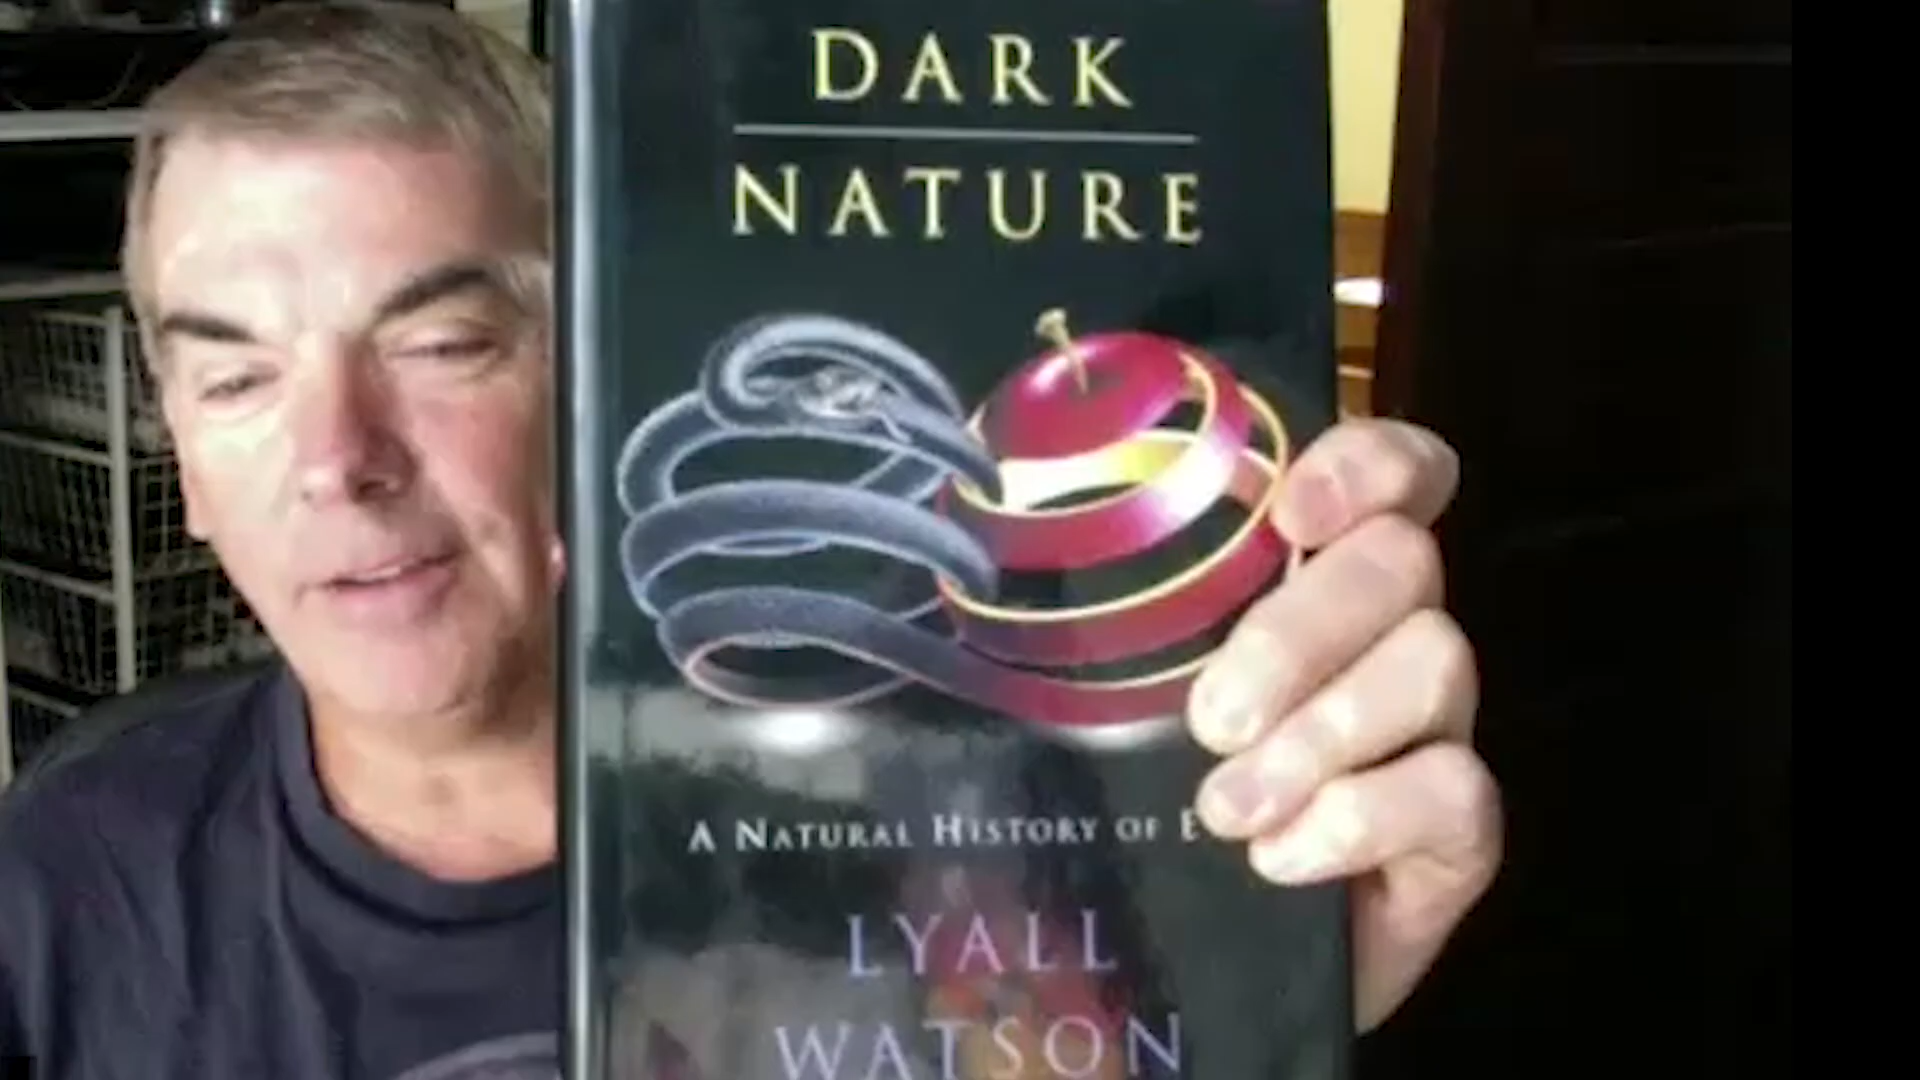 DARK
NATURE
A NATURAL HISTORY OF E
LYALL
WATSON